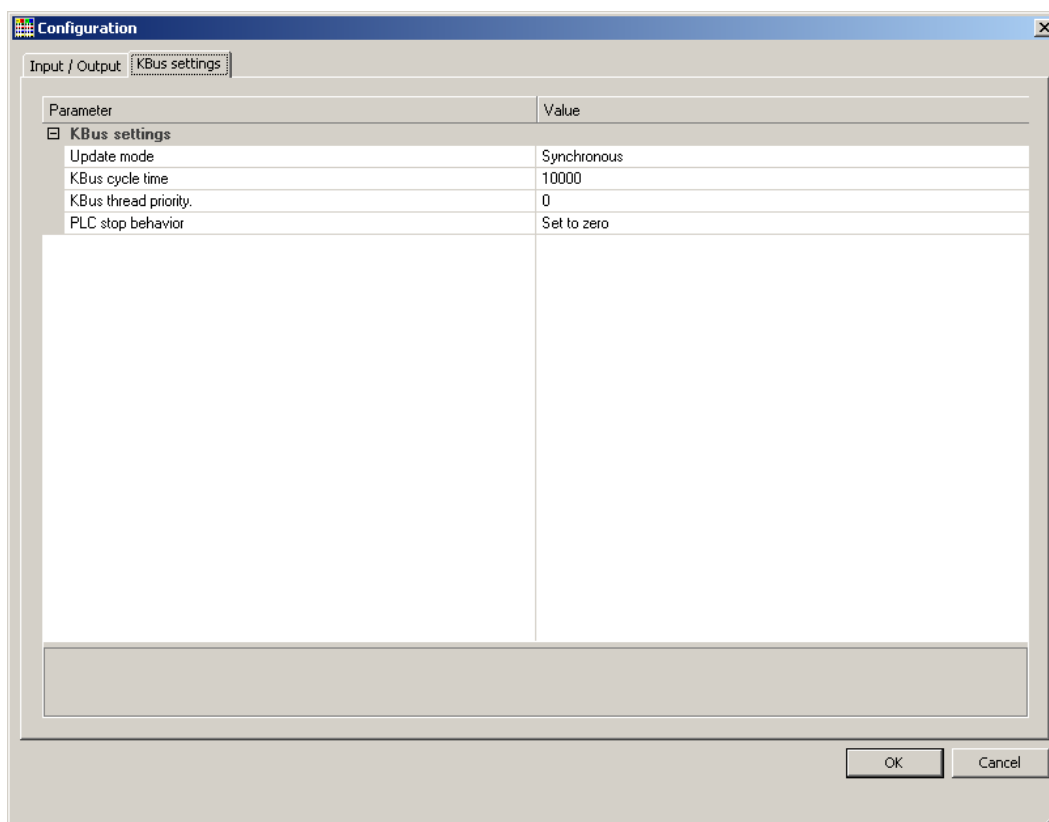 Configuration
Input / Output KBus settings
Parameter Value
KBus settings
Update mode Synchronous
KBus cycle time 10000
KBus thread priority. 0
PLC stop behavior Set to zero
OK Cancel